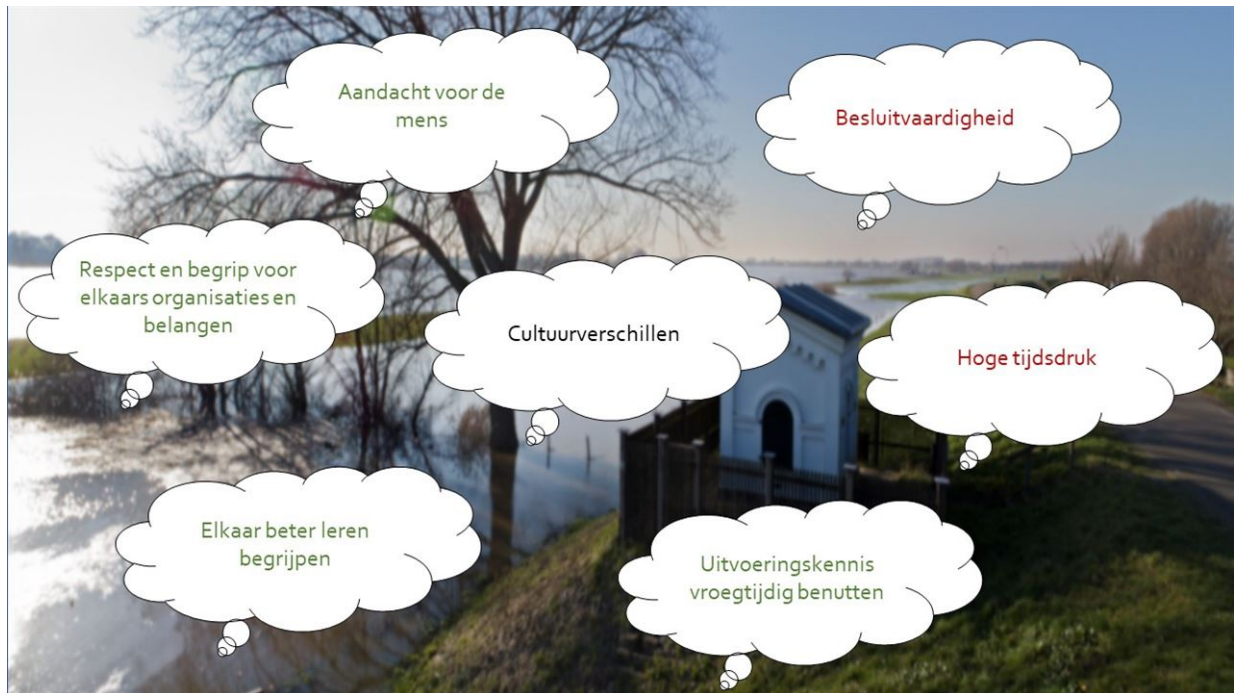 Aandacht voor de
mens
Besluitvaardigheid
Respect en begrip voor
elkaars organisaties en
belangen
Cultuurverschillen
Hoge tijdsdruk
Elkaar beter leren
begrijpen
Uitvoeringskennis
vroegtijdig benutten